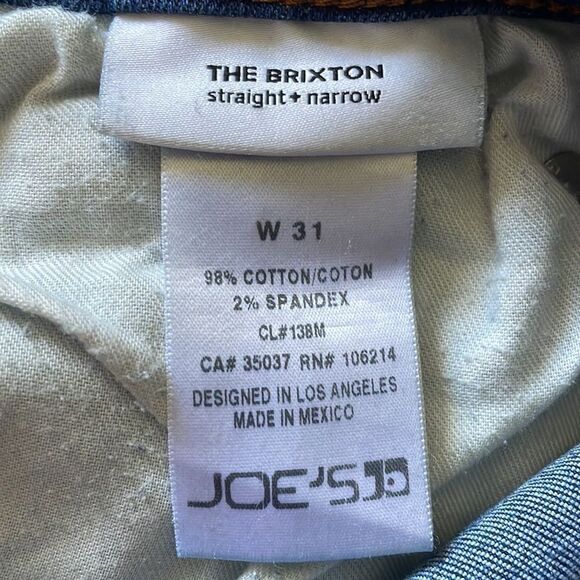 THE BRIXTON
straight + narrow
W 31
98% COTTON/COTON
2% SPANDEX
CL#138M
CA# 35037 RN# 106214
DESIGNED IN LOS ANGELES
MADE IN MEXICO
JOE'S